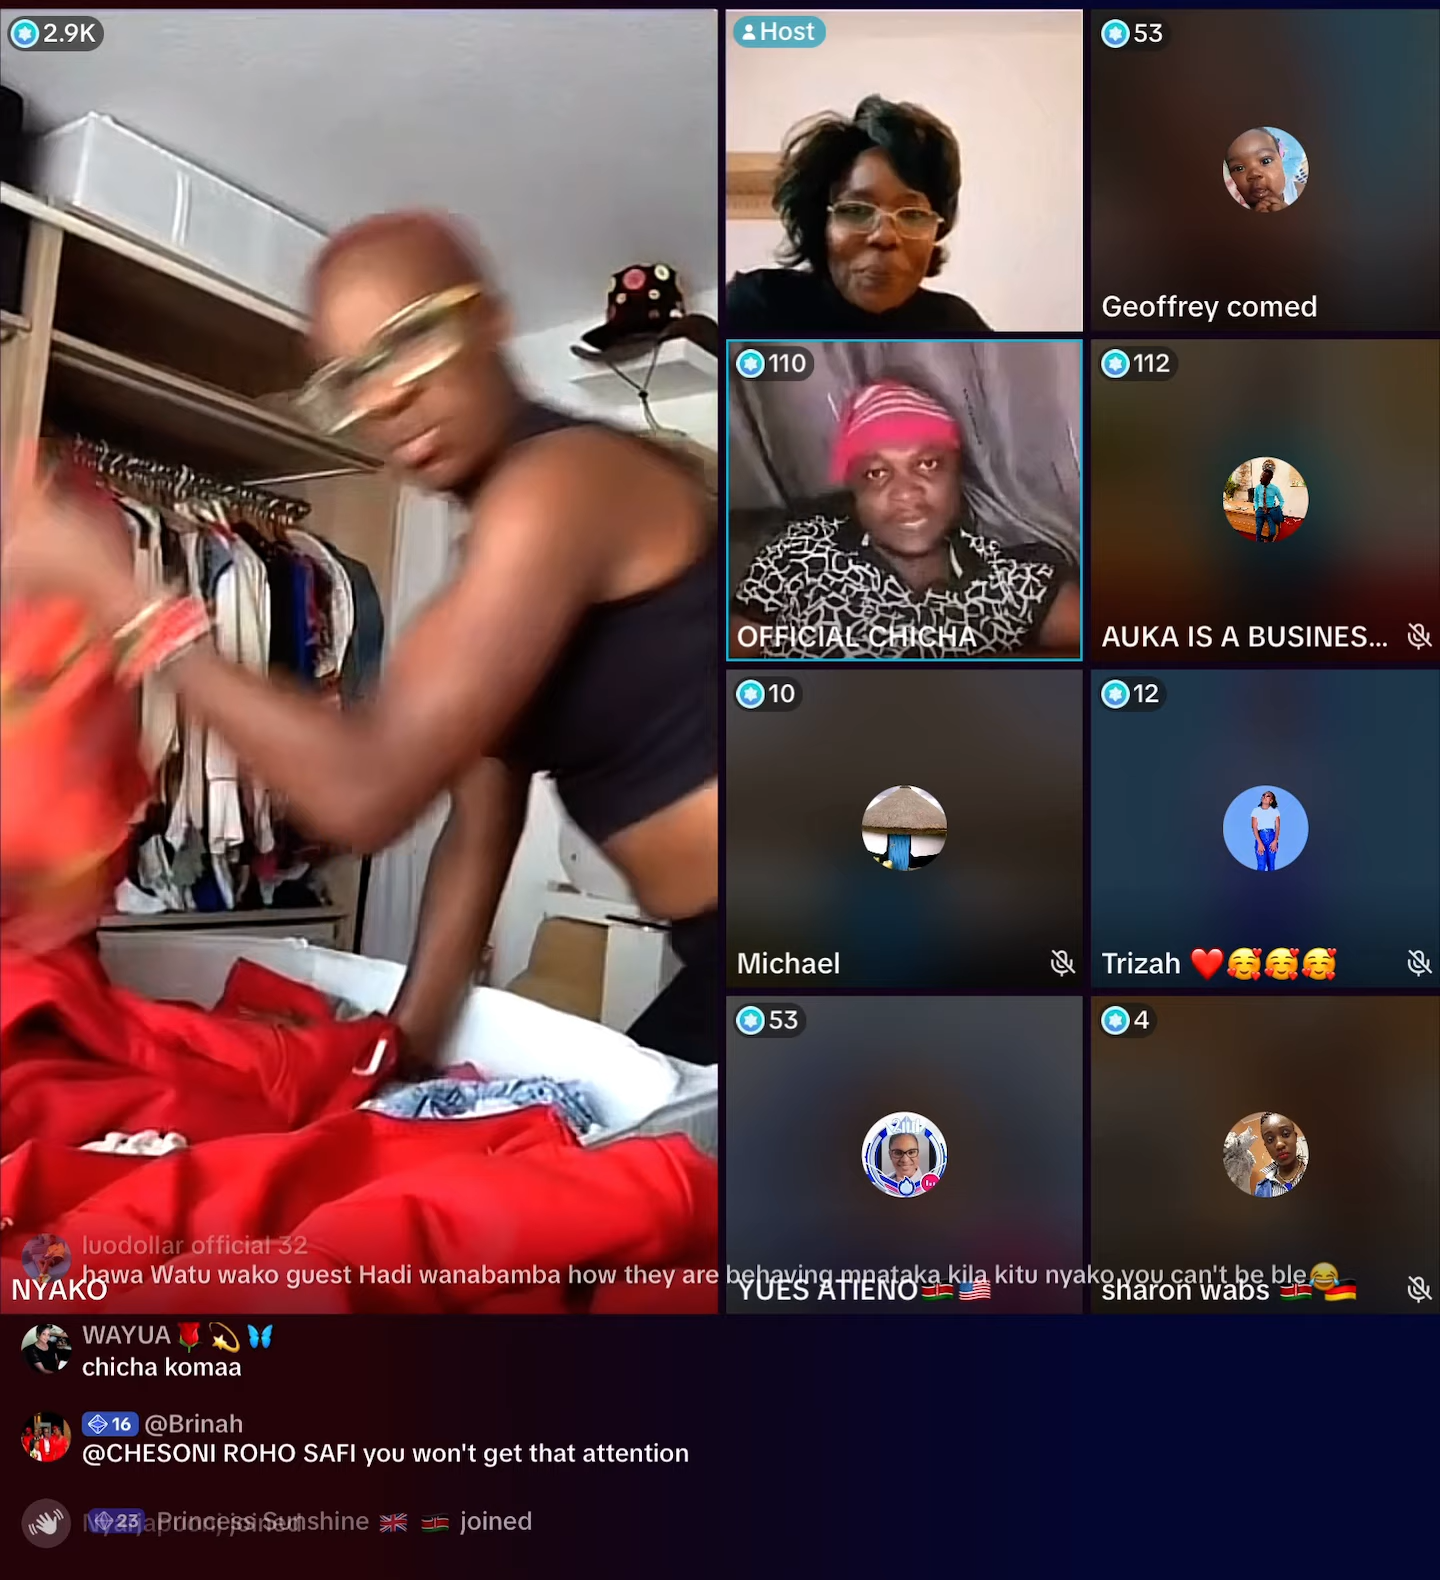 2.9K
Host
53
Geoffrey comed
110
OFFICIAL CHICHA
112
AUKA IS A BUSINES...
10
Michael
12
Trizah ❤️🥰🥰🥰
53
YUES ATIENO🇰🇪🇺🇸
4
sharon wabs 🇰🇪🇩🇪
NYAKO
luodollar official 32
hawa Watu wako guest Hadi wanabamba how they are behaving mnataka kila kitu nyako you can't be ble😂
WAYUA🌹💫🦋
chicha komaa
16 @Brinah
@CHESONI ROHO SAFI you won't get that attention
23 Princess Sunshine 🇬🇧 🇰🇪 joined